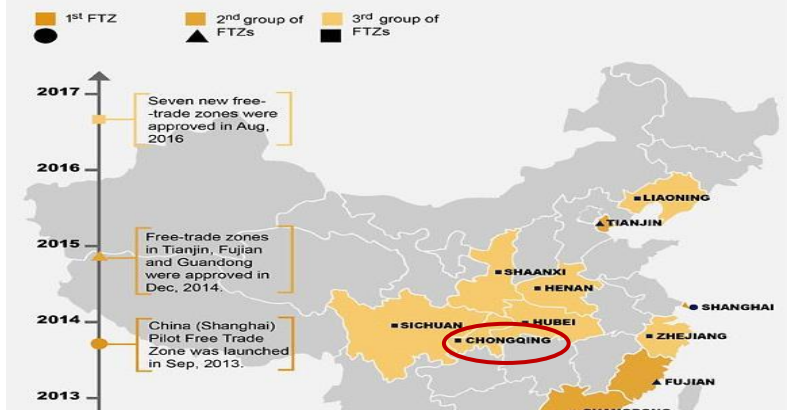 1st FTZ
2nd group of
FTZs
3rd group of
FTZs
2017
Seven new free-
-trade zones were
approved in Aug,
2016
2016
LIAONING
TIANJIN
2015
Free-trade zones
in Tianjin, Fujian
and Guandong
were approved in
Dec, 2014.
SHAANXI
HENAN
SHANGHAI
2014
China (Shanghai)
Pilot Free Trade
Zone was launched
in Sep, 2013.
SICHUAN
HUBEI
CHONGQING
ZHEJIANG
FUJIAN
2013